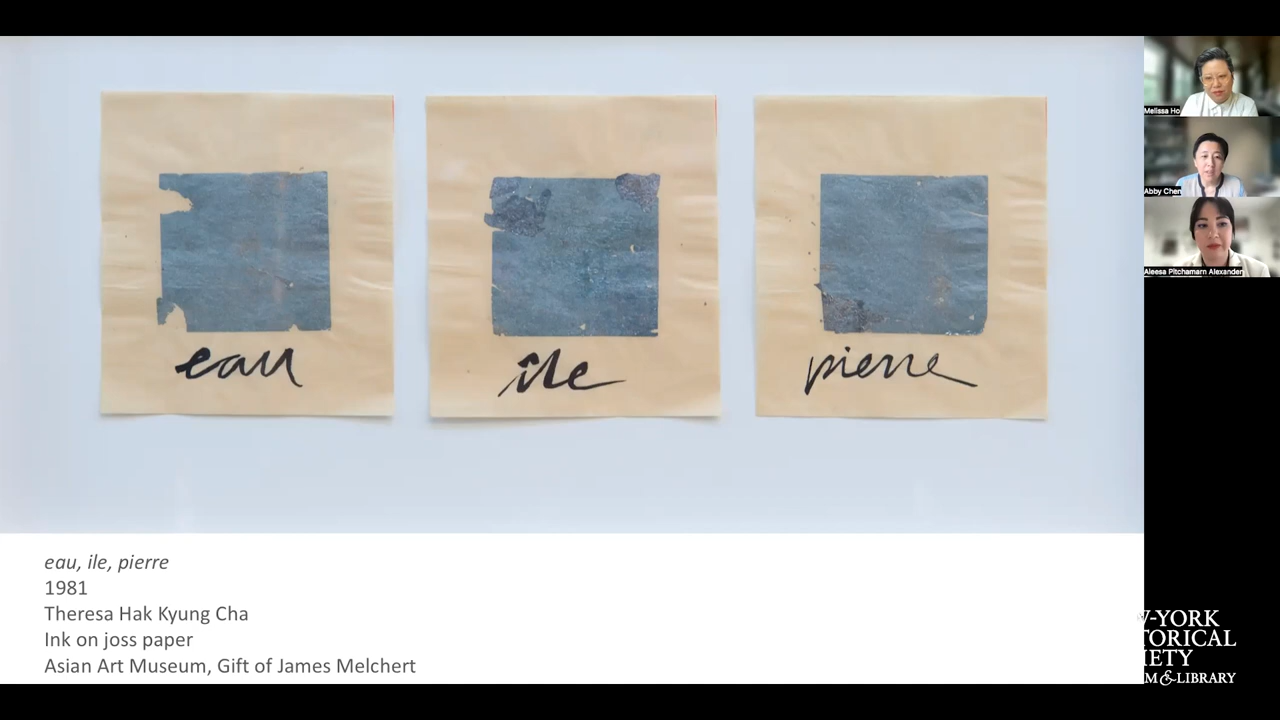 eau
île
pierre
eau, ile, pierre
1981
Theresa Hak Kyung Cha
Ink on joss paper
Asian Art Museum, Gift of James Melchert
Melissa Ho
Abby Chen
Aleesa Pitchamarn Alexander
-YORK
TORICAL
IETY
M & LIBRARY